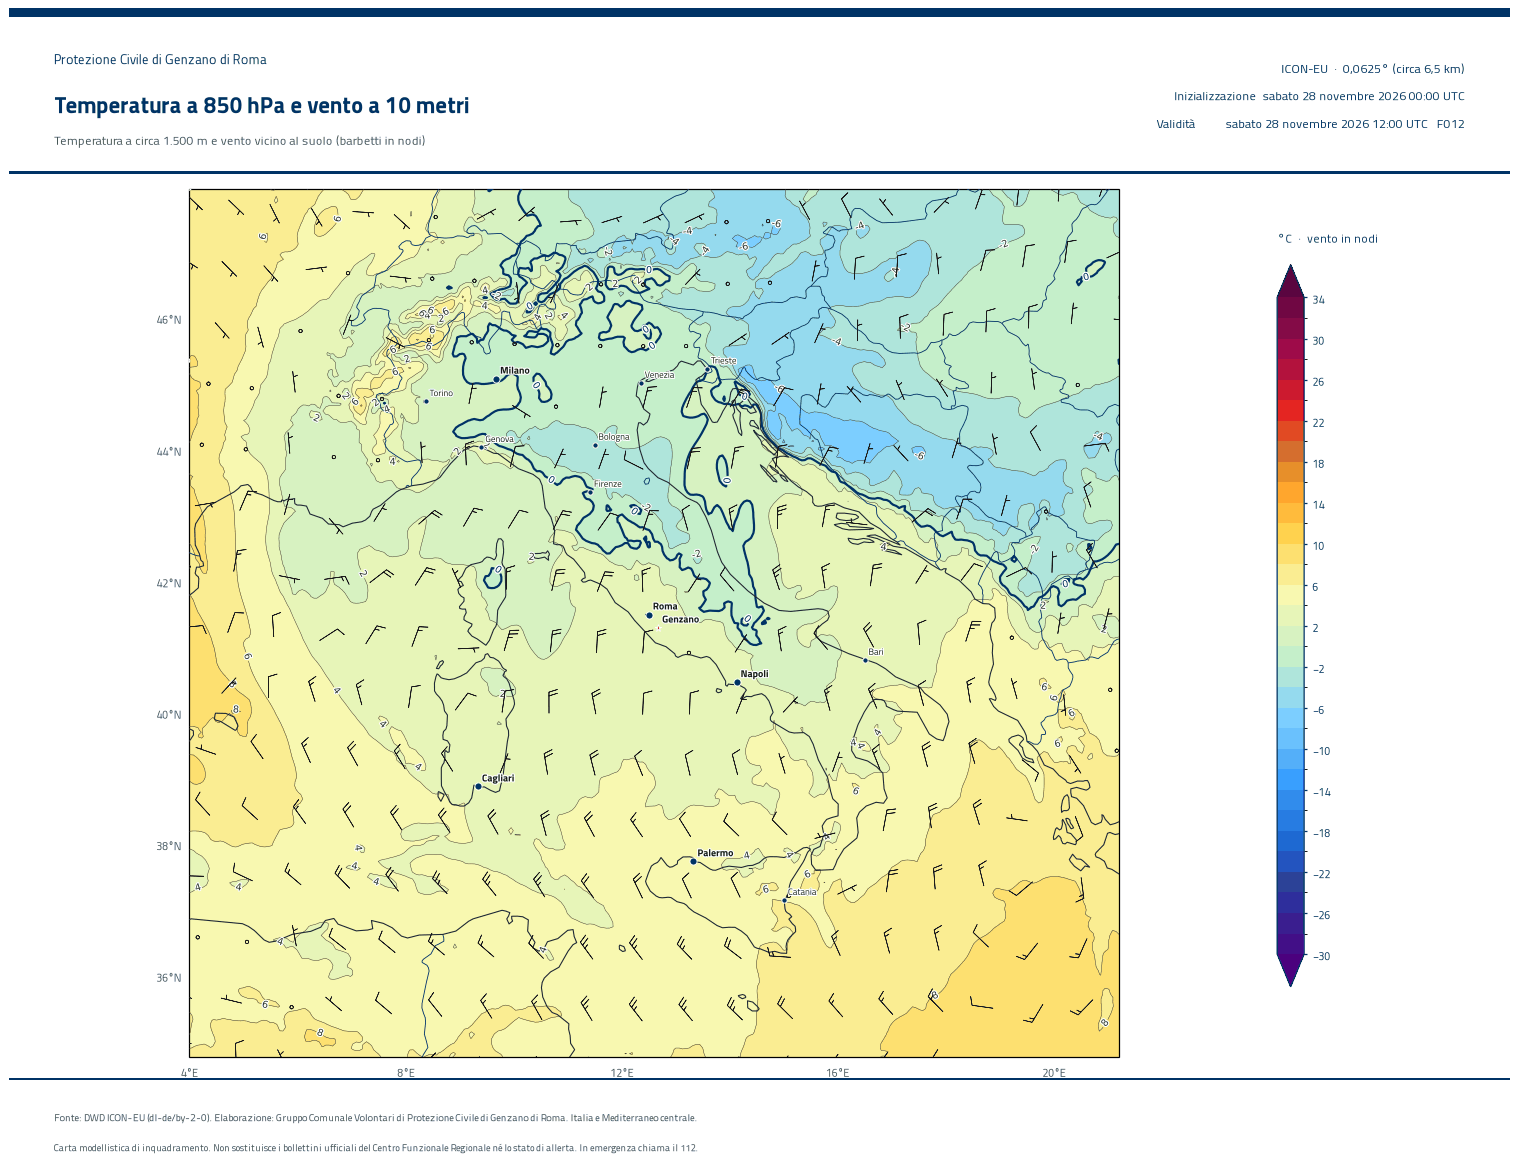 Protezione Civile di Genzano di Roma
Temperatura a 850 hPa e vento a 10 metri
Temperatura a circa 1.500 m e vento vicino al suolo (barbetti in nodi)
ICON-EU · 0,0625° (circa 6,5 km)
Inizializzazione sabato 28 novembre 2026 00:00 UTC
Validità sabato 28 novembre 2026 12:00 UTC F012
°C · vento in nodi
34
30
26
22
18
14
10
6
2
−2
−6
−10
−14
−18
−22
−26
−30
46°N
44°N
42°N
40°N
38°N
36°N
4°E
8°E
12°E
16°E
20°E
Milano
Torino
Venezia
Trieste
Genova
Bologna
Firenze
Roma
Genzano
Napoli
Bari
Cagliari
Palermo
Catania
Fonte: DWD ICON-EU (dl-de/by-2-0). Elaborazione: Gruppo Comunale Volontari di Protezione Civile di Genzano di Roma. Italia e Mediterraneo centrale.
Carta modellistica di inquadramento. Non sostituisce i bollettini ufficiali del Centro Funzionale Regionale né lo stato di allerta. In emergenza chiama il 112.